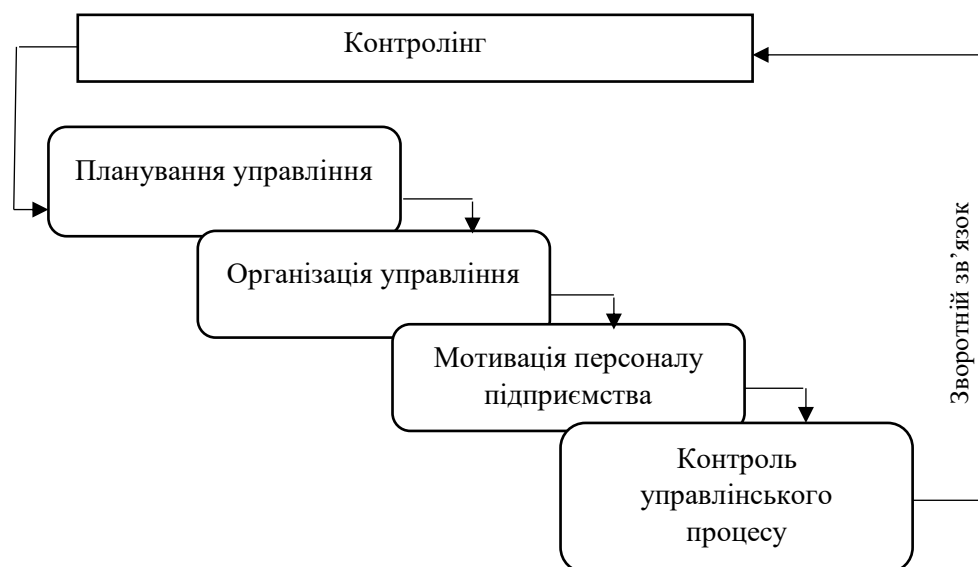 Контролінг
Планування управління
Організація управління
Мотивація персоналу
підприємства
Контроль
управлінського
процесу
Зворотній зв’язок